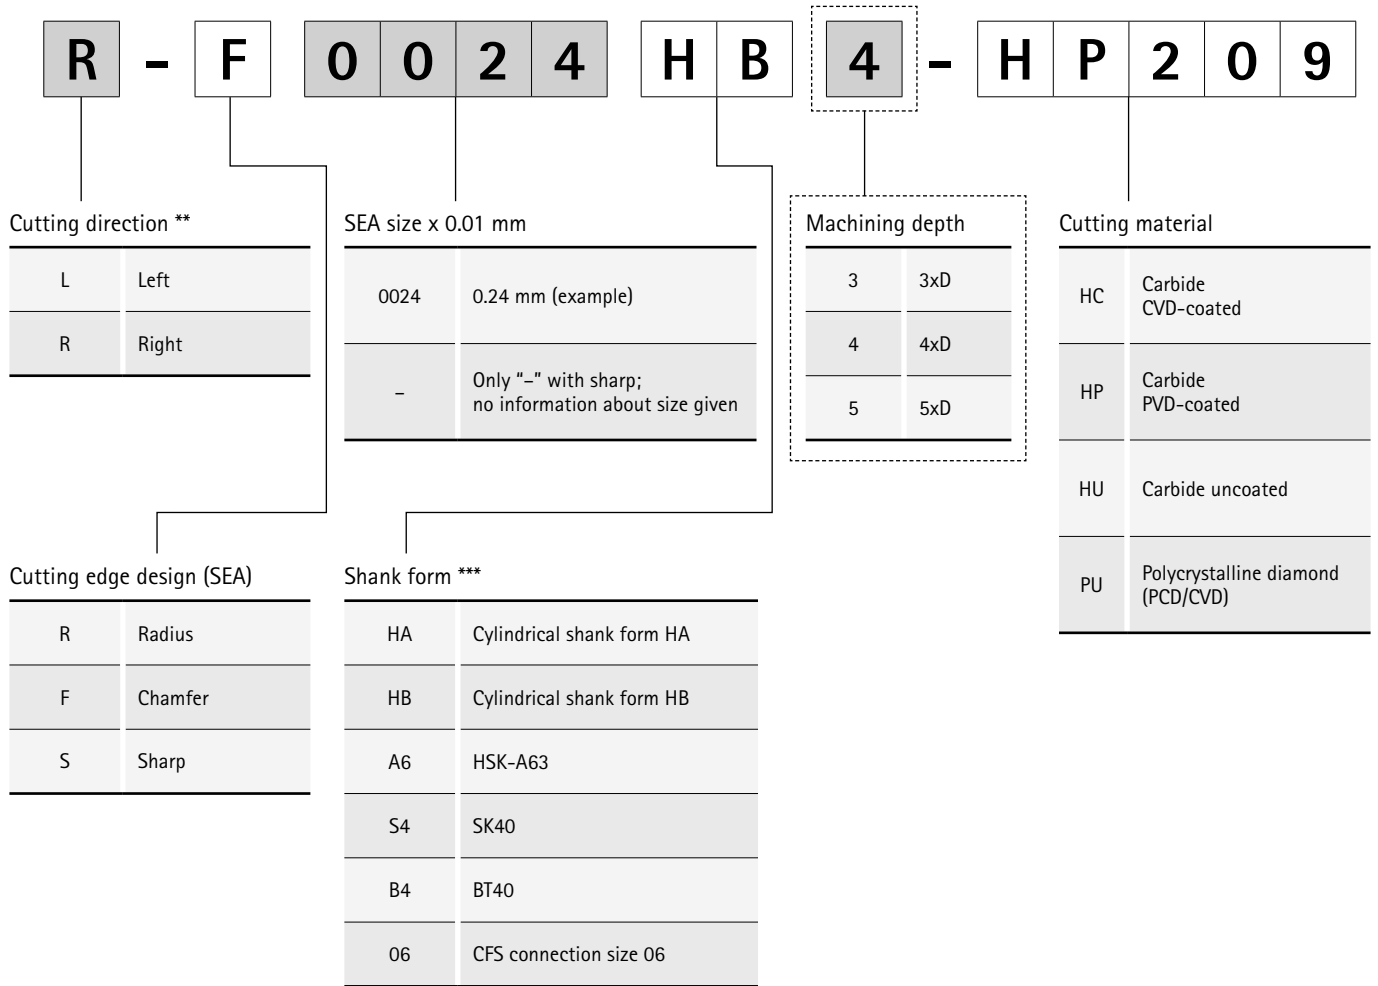 R – F 0 0 2 4 H B 4 – H P 2 0 9
Cutting direction **
L Left
R Right
SEA size x 0.01 mm
0024 0.24 mm (example)
– Only "–" with sharp;
no information about size given
Machining depth
3 3xD
4 4xD
5 5xD
Cutting material
HC Carbide
CVD-coated
HP Carbide
PVD-coated
HU Carbide uncoated
PU Polycrystalline diamond
(PCD/CVD)
Cutting edge design (SEA)
R Radius
F Chamfer
S Sharp
Shank form ***
HA Cylindrical shank form HA
HB Cylindrical shank form HB
A6 HSK-A63
S4 SK40
B4 BT40
06 CFS connection size 06